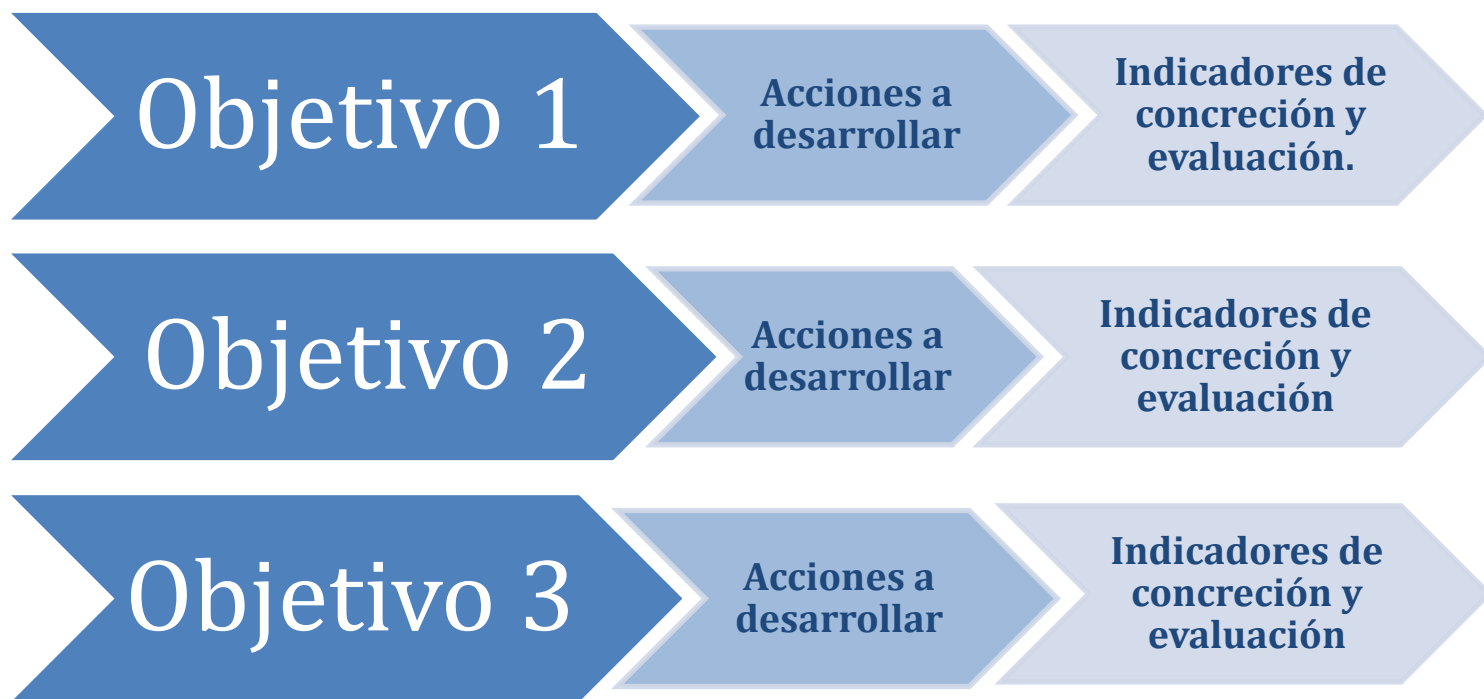 Objetivo 1
Acciones a
desarrollar
Indicadores de
concreción y
evaluación.
Objetivo 2
Acciones a
desarrollar
Indicadores de
concreción y
evaluación
Objetivo 3
Acciones a
desarrollar
Indicadores de
concreción y
evaluación